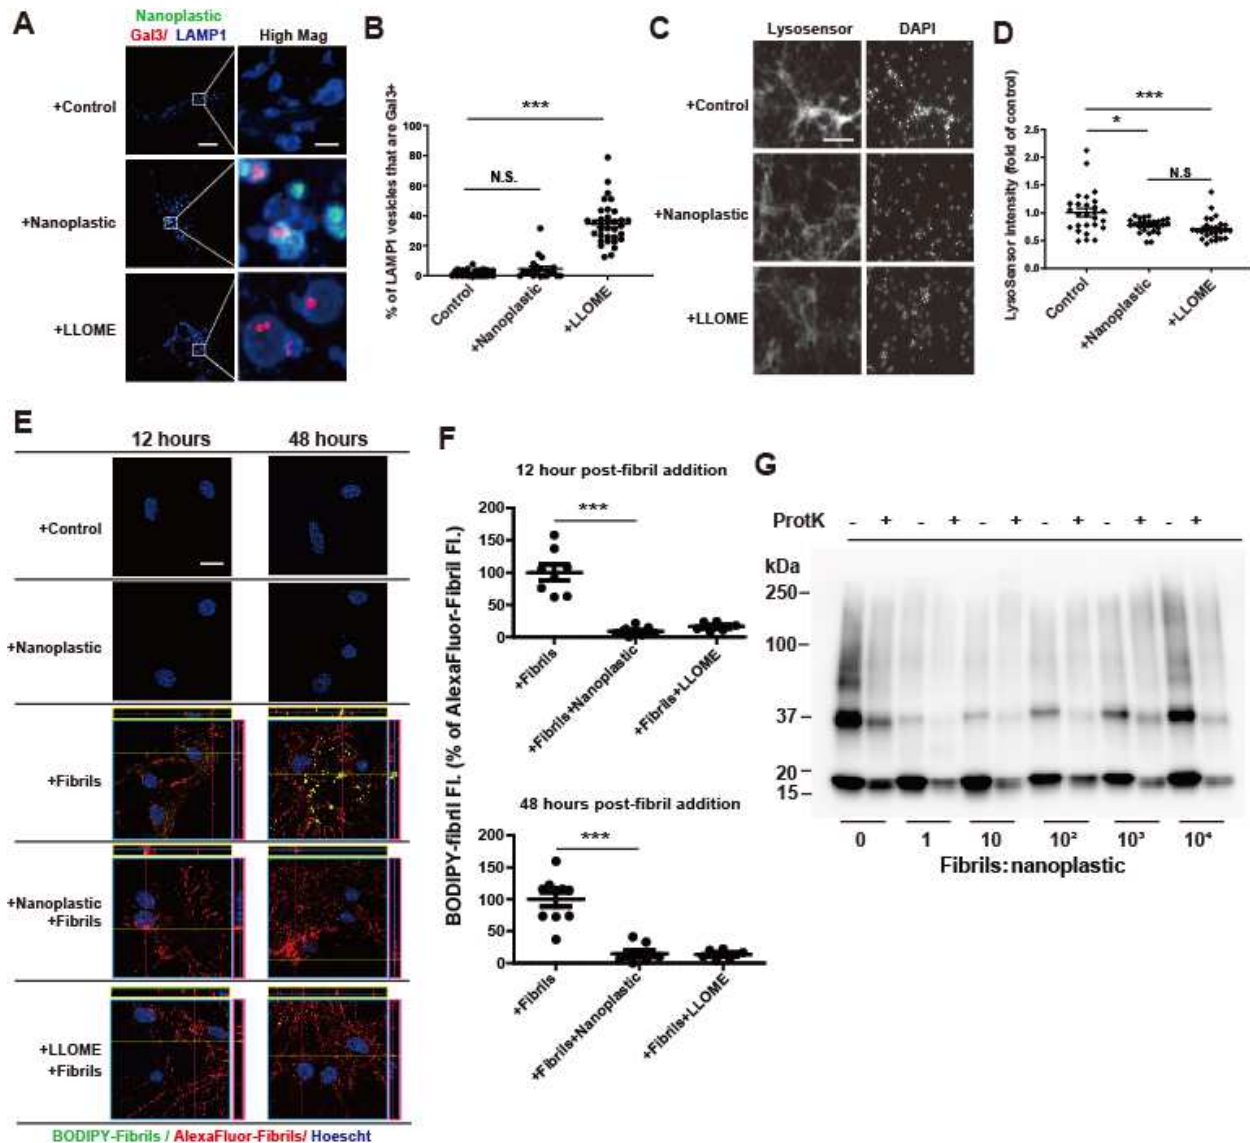 A
Nanoplastic
Gal3/ LAMP1
High Mag
+Control
+Nanoplastic
+LLOME
B
% of LAMP1 vesicles that are Gal3+
100
80
60
40
20
0
***
N.S.
Control
+Nanoplastic
+LLOME
C
Lysosensor
DAPI
+Control
+Nanoplastic
+LLOME
D
LysoSensor Intensity (fold of control)
2.5
2.0
1.5
1.0
0.5
0.0
***
*
N.S
Control
+Nanoplastic
+LLOME
E
12 hours
48 hours
+Control
+Nanoplastic
+Fibrils
+Nanoplastic
+Fibrils
+LLOME
+Fibrils
BODIPY-Fibrils / AlexaFluor-Fibrils/ Hoescht
F
BODIPY-fibril Fl. (% of AlexaFluor-Fibril Fl.)
12 hour post-fibril addition
200
150
100
50
0
***
+Fibrils
+Fibrils+Nanoplastic
+Fibrils+LLOME
48 hours post-fibril addition
200
150
100
50
0
***
+Fibrils
+Fibrils+Nanoplastic
+Fibrils+LLOME
G
ProtK - + - + - + - + - + - +
kDa
250
100
37
20
15
0 1 10 10² 10³ 10⁴
Fibrils:nanoplastic